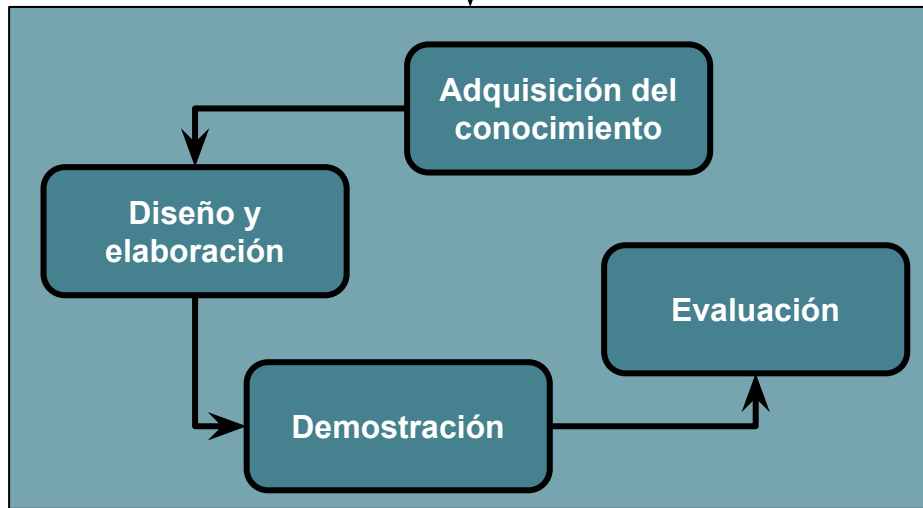 Adquisición del
conocimiento
Diseño y
elaboración
Evaluación
Demostración